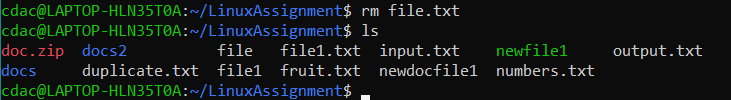 cdac@LAPTOP-HLN35T0A:~/LinuxAssignment$ rm file.txt
cdac@LAPTOP-HLN35T0A:~/LinuxAssignment$ ls
doc.zip  docs2          file   file1.txt  input.txt    newfile1     output.txt
docs     duplicate.txt  file1  fruit.txt  newdocfile1  numbers.txt
cdac@LAPTOP-HLN35T0A:~/LinuxAssignment$